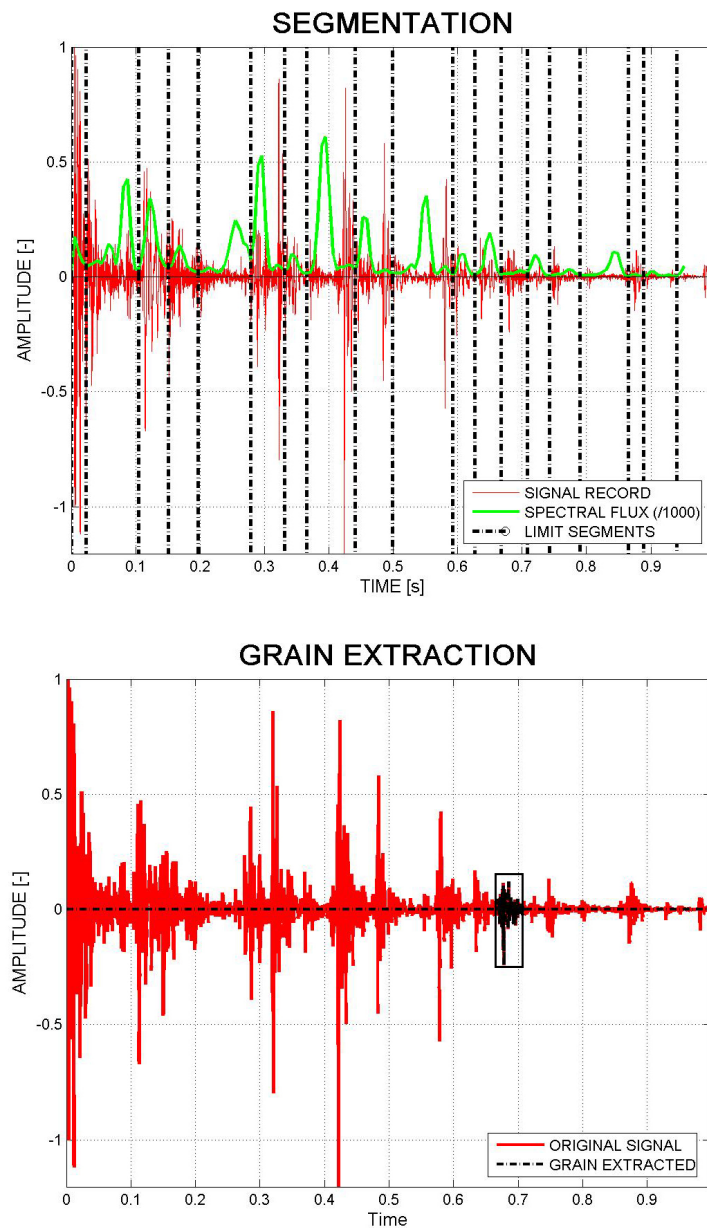 SEGMENTATION
1
0.5
0
-0.5
-1
AMPLITUDE [-]
SIGNAL RECORD
SPECTRAL FLUX (/1000)
LIMIT SEGMENTS
0 0.1 0.2 0.3 0.4 0.5 0.6 0.7 0.8 0.9
TIME [s]
GRAIN EXTRACTION
1
0.5
0
-0.5
-1
AMPLITUDE [-]
ORIGINAL SIGNAL
GRAIN EXTRACTED
0 0.1 0.2 0.3 0.4 0.5 0.6 0.7 0.8 0.9
Time